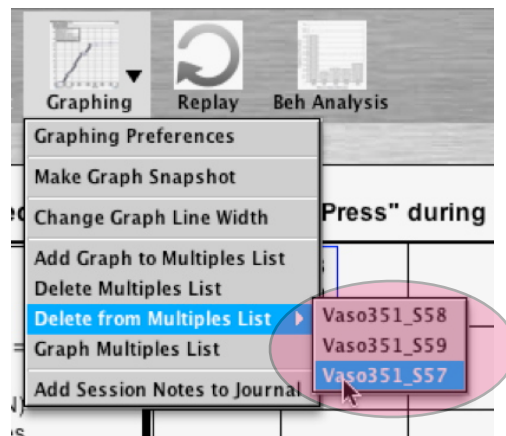 Graphing Replay Beh Analysis
Graphing Preferences
Make Graph Snapshot
Change Graph Line Width
Press" during
Add Graph to Multiples List
Delete Multiples List
Delete from Multiples List
Graph Multiples List
Add Session Notes to Journal
Vaso351_S58
Vaso351_S59
Vaso351_S57